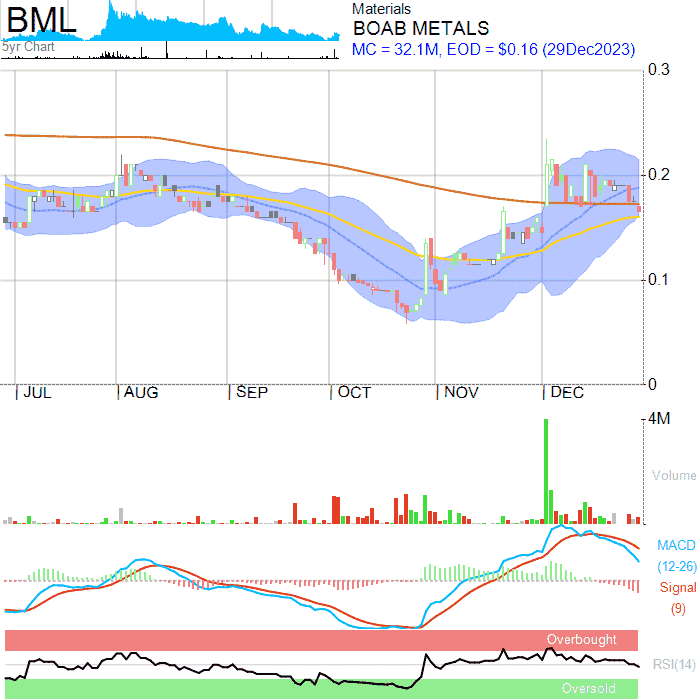 BML
5yr Chart
Materials
BOAB METALS
MC = 32.1M, EOD = $0.16 (29Dec2023)
0.3
0.2
0.1
0
JUL AUG SEP OCT NOV DEC
4M
Volume
MACD
(12-26)
Signal
(9)
Overbought
RSI(14)
Oversold